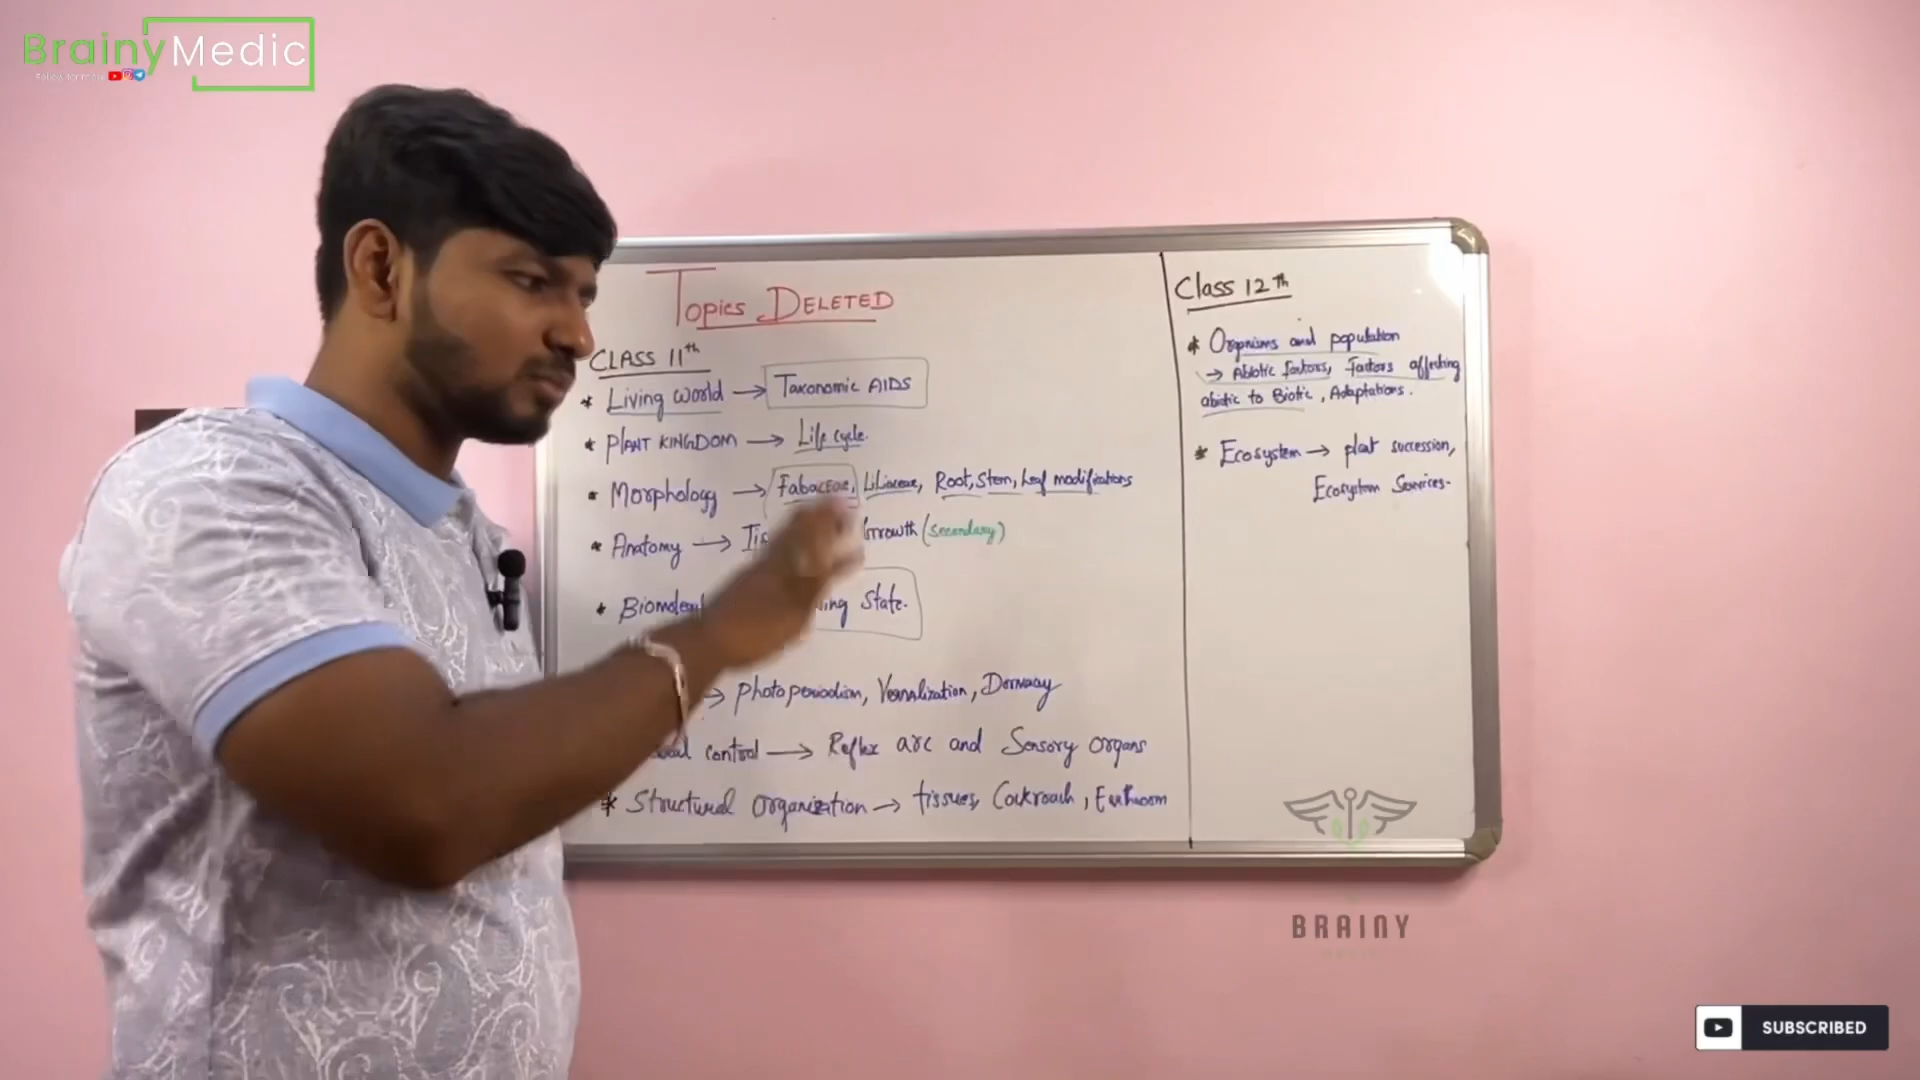 BrainyMedic
Topics DELETED
CLASS 11th
* Living world → Taxonomic AIDS
* PLANT KINGDOM → Life cycle.
* Morphology → Fabaceae, Liliaceae, Root, Stem, Leaf modifications
* Anatomy → Growth (secondary)
* State.
→ photoperiodism, Vernalization, Dormacy
control → Reflex arc and Sensory organs
* Structural Organization → tissues, Cockroach, Earthworm
Class 12th
* Organisms and population
→ Abiotic factors, Factors affecting
abiotic to Biotic, Adaptations.
* Ecosystem → plant succession,
Ecosystem Services-
BRAINY
SUBSCRIBED